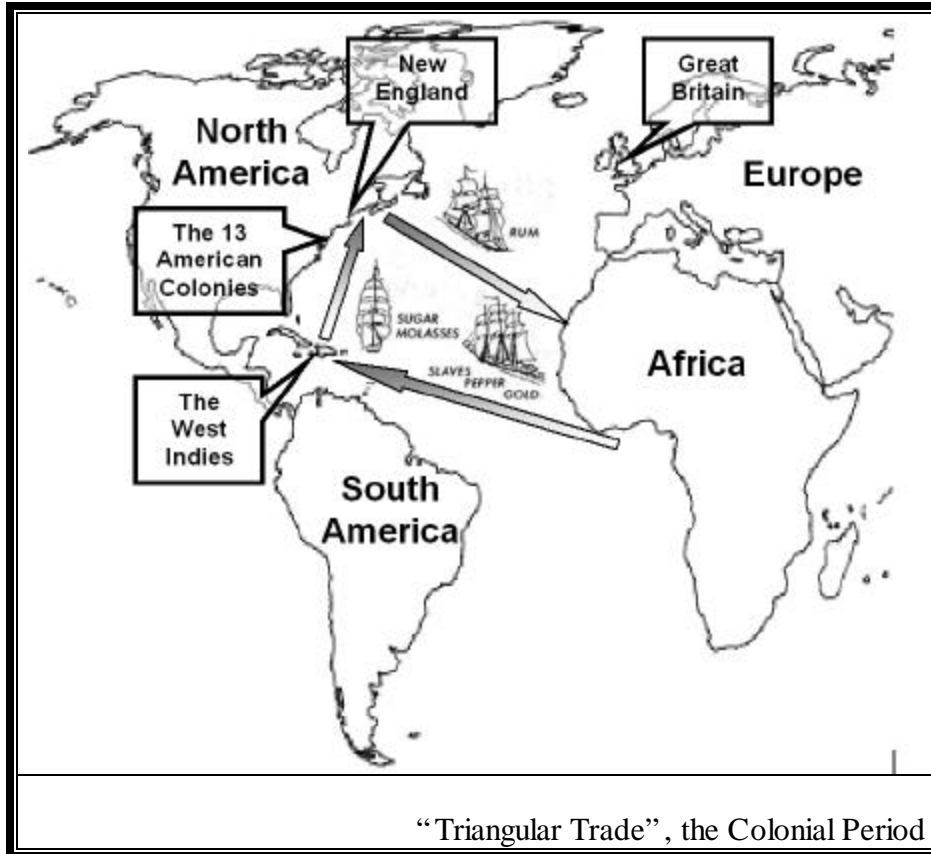 New
England
Great
Britain
North
America
Europe
The 13
American
Colonies
RUM
SUGAR
MOLASSES
SLAVES
PEPPER
GOLD
Africa
The
West
Indies
South
America
“Triangular Trade”, the Colonial Period